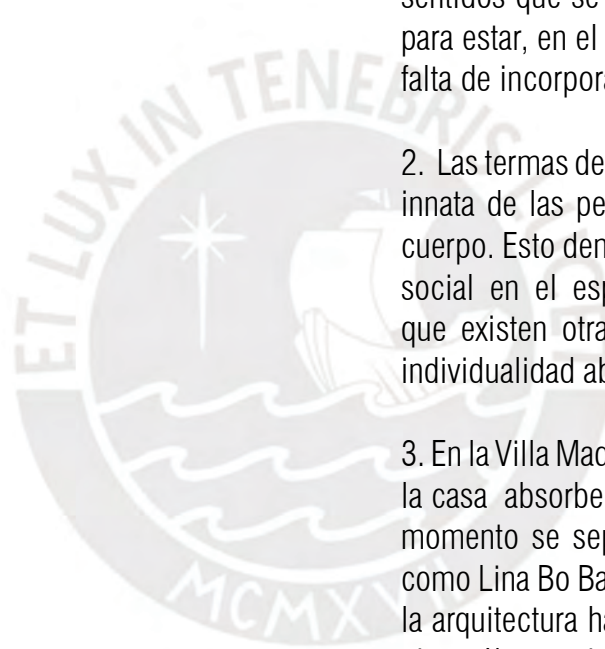 sentidos que se
para estar, en el
falta de incorpora
2. Las termas de
innata de las pe
cuerpo. Esto den
social en el esp
que existen otra
individualidad ab
3. En la Villa Mac
la casa absorbe
momento se sep
como Lina Bo Ba
la arquitectura ha
ET LUX IN TENEBRIS
MCMXVII